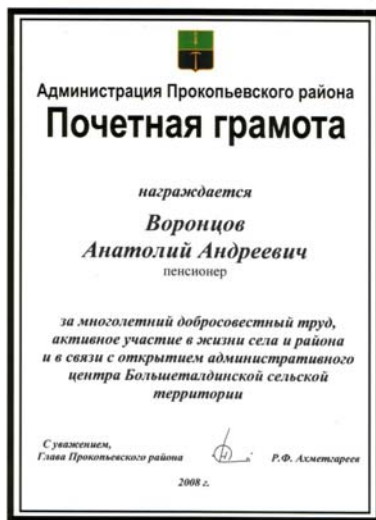 Администрация Прокопьевского района
Почетная грамота
награждается
Воронцов
Анатолий Андреевич
пенсионер
за многолетний добросовестный труд,
активное участие в жизни села и района
и в связи с открытием административного
центра Большеталдинской сельской
территории
С уважением,
Глава Прокопьевского района Р.Ф. Ахметгареев
2008 г.